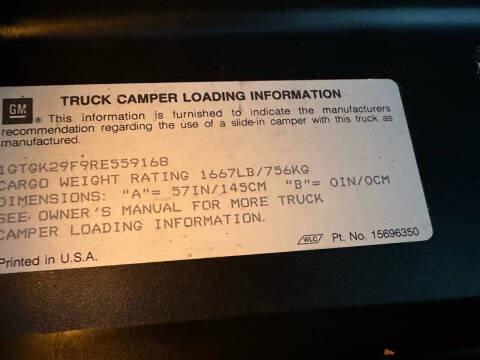 GM
TRUCK CAMPER LOADING INFORMATION
® This information is furnished to indicate the manufacturers
recommendation regarding the use of a slide-in camper with this truck as
manufactured.
1GTGK29F9RE559168
CARGO WEIGHT RATING 1667LB/756KG
DIMENSIONS: "A"= 57IN/145CM "B"= 0IN/0CM
SEE OWNER'S MANUAL FOR MORE TRUCK
CAMPER LOADING INFORMATION.
WLC Pt. No. 15696350
Printed in U.S.A.